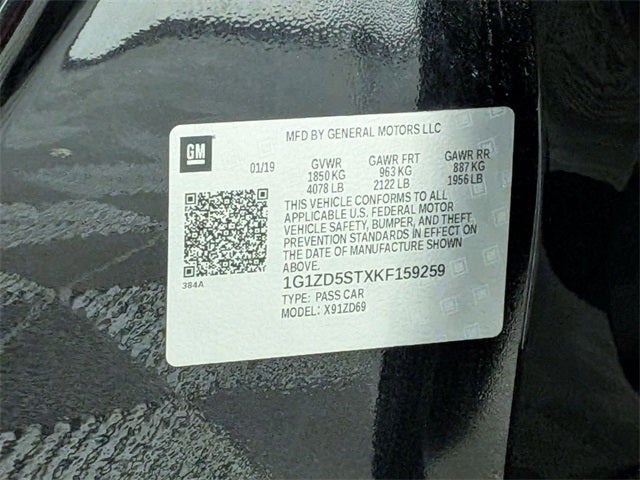 MFD BY GENERAL MOTORS LLC
GM
01/19 GVWR GAWR FRT GAWR RR
1850 KG 963 KG 887 KG
4078 LB 2122 LB 1956 LB
THIS VEHICLE CONFORMS TO ALL
APPLICABLE U.S. FEDERAL MOTOR
VEHICLE SAFETY, BUMPER, AND THEFT
PREVENTION STANDARDS IN EFFECT ON
THE DATE OF MANUFACTURE SHOWN
ABOVE.
384A
1G1ZD5STXKF159259
TYPE: PASS CAR
MODEL: X91ZD69